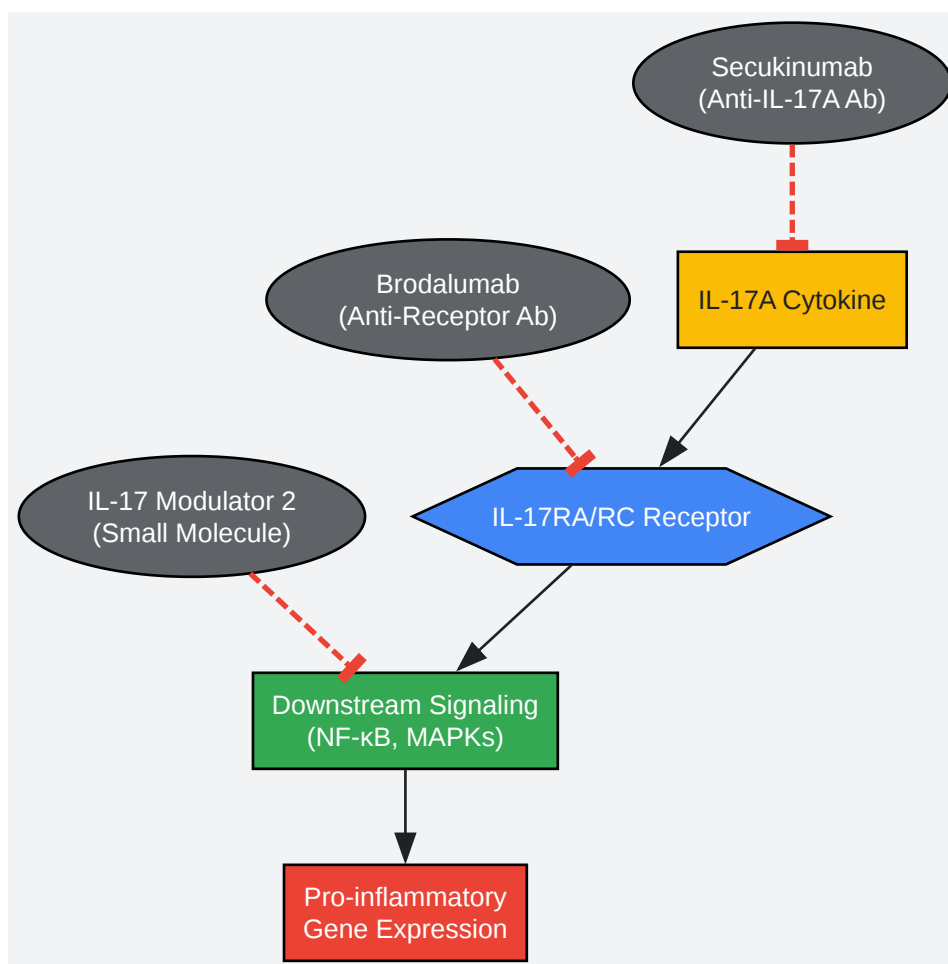 Secukinumab
(Anti-IL-17A Ab)
Brodalumab
(Anti-Receptor Ab)
IL-17A Cytokine
IL-17 Modulator 2
(Small Molecule)
IL-17RA/RC Receptor
Downstream Signaling
(NF-κB, MAPKs)
Pro-inflammatory
Gene Expression